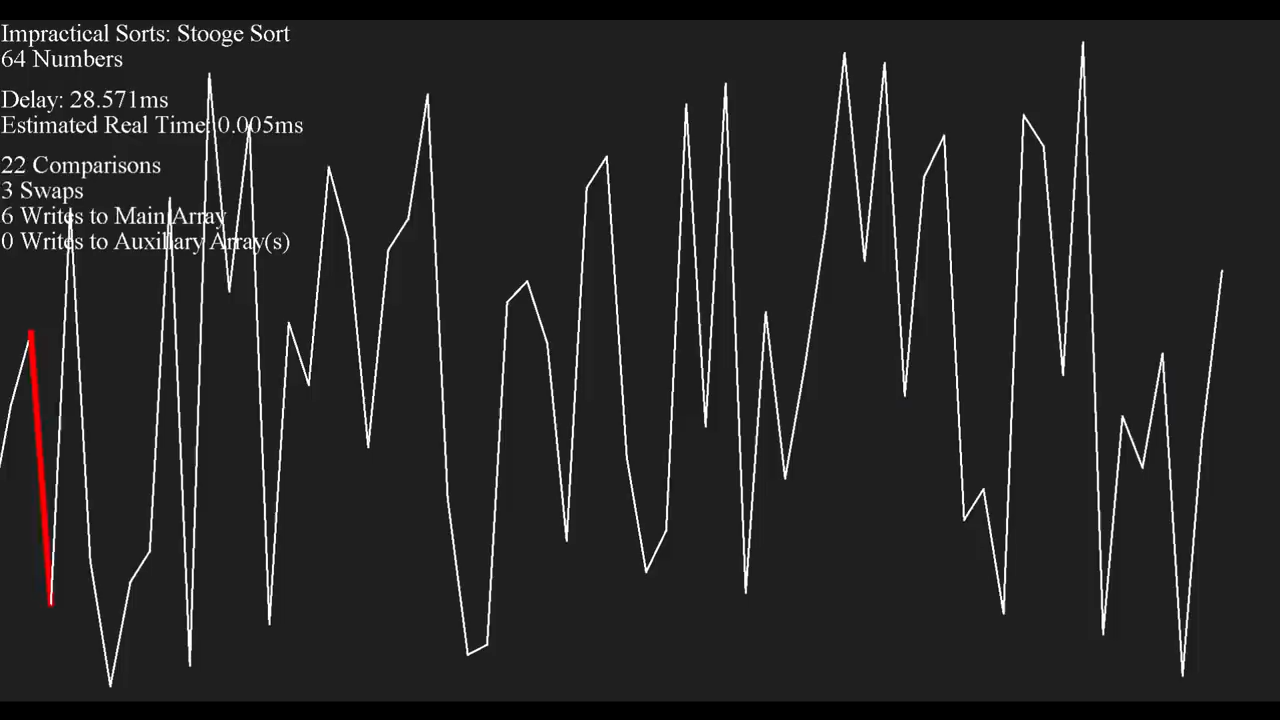 Impractical Sorts: Stooge Sort
64 Numbers
Delay: 28.571ms
Estimated Real Time: 0.005ms
22 Comparisons
3 Swaps
6 Writes to Main Array
0 Writes to Auxiliary Array(s)